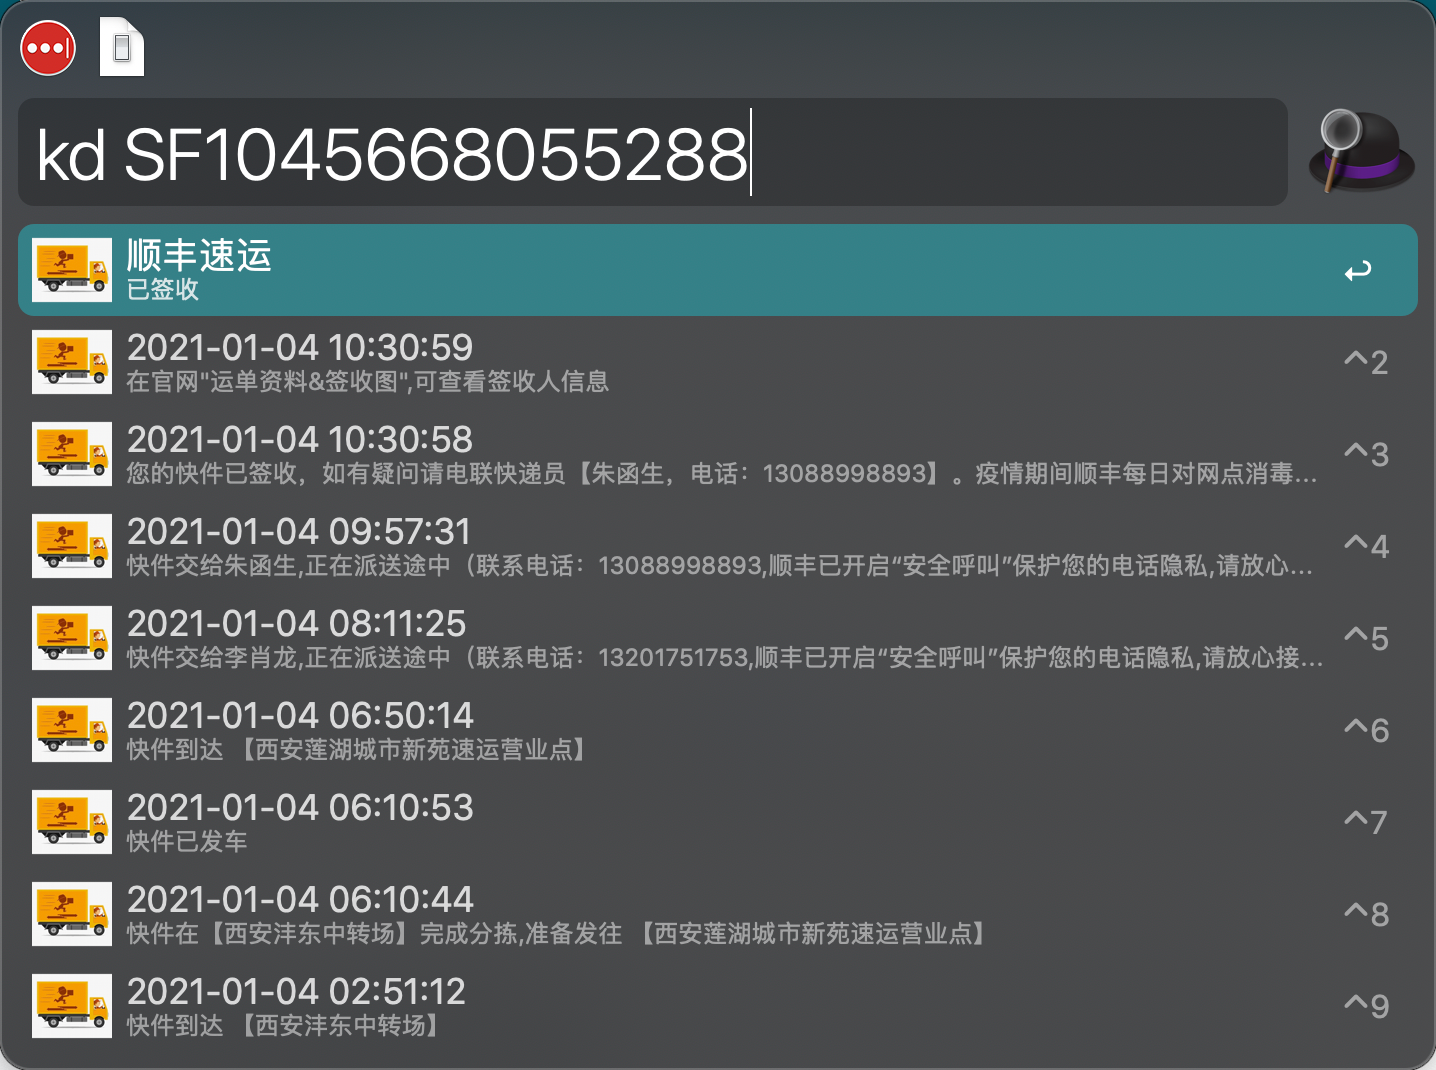 kd SF1045668055288
顺丰速运
已签收
2021-01-04 10:30:59
在官网"运单资料&签收图",可查看签收人信息
^2
2021-01-04 10:30:58
您的快件已签收，如有疑问请电联快递员【朱函生，电话：13088998893】。疫情期间顺丰每日对网点消毒...
^3
2021-01-04 09:57:31
快件交给朱函生,正在派送途中（联系电话：13088998893,顺丰已开启“安全呼叫”保护您的电话隐私,请放心...
^4
2021-01-04 08:11:25
快件交给李肖龙,正在派送途中（联系电话：13201751753,顺丰已开启“安全呼叫”保护您的电话隐私,请放心接...
^5
2021-01-04 06:50:14
快件到达 【西安莲湖城市新苑速运营业点】
^6
2021-01-04 06:10:53
快件已发车
^7
2021-01-04 06:10:44
快件在【西安沣东中转场】完成分拣,准备发往 【西安莲湖城市新苑速运营业点】
^8
2021-01-04 02:51:12
快件到达 【西安沣东中转场】
^9